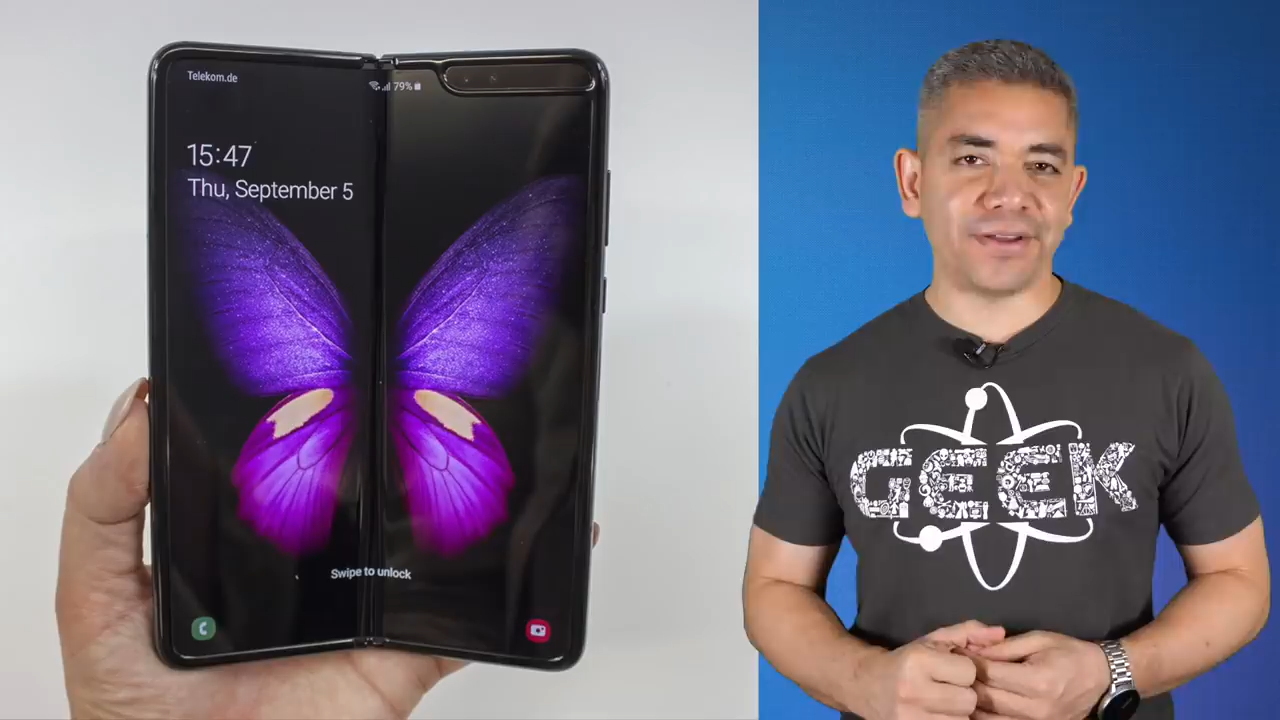 Telekom.de
79%
15:47
Thu, September 5
Swipe to unlock
GEEK